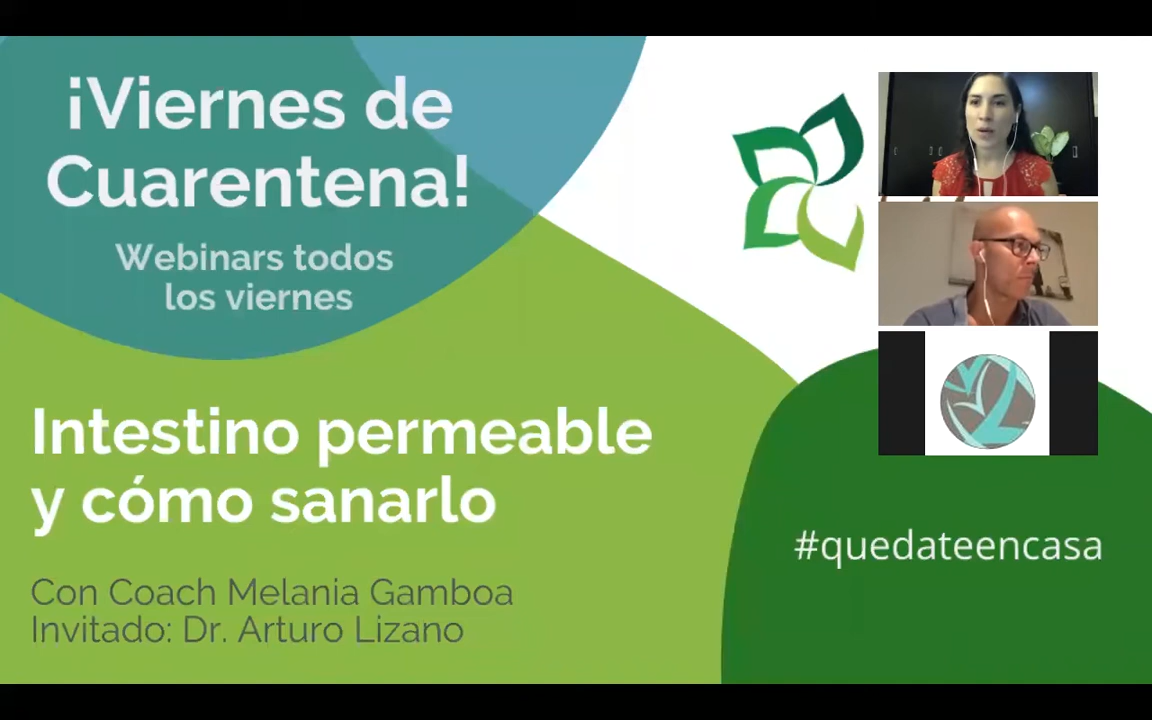 ¡Viernes de
Cuarentena!
Webinars todos
los viernes
Intestino permeable
y cómo sanarlo
Con Coach Melania Gamboa
Invitado: Dr. Arturo Lizano
#quedateencasa